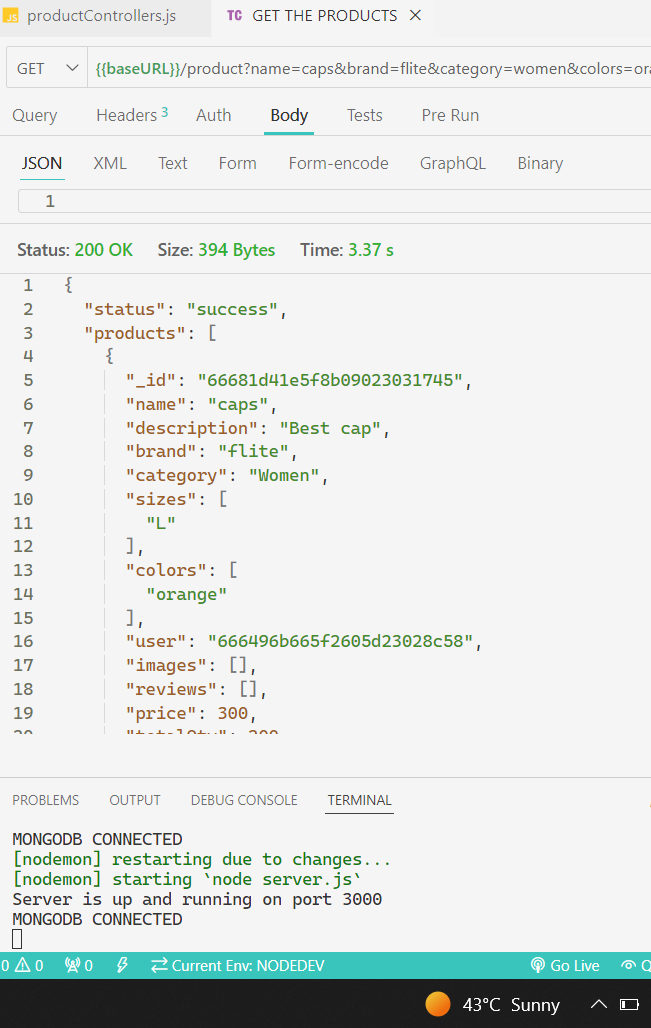 JS productControllers.js TC GET THE PRODUCTS ×
GET {{baseURL}}/product?name=caps&brand=flite&category=women&colors=ora
Query Headers 3 Auth Body Tests Pre Run
JSON XML Text Form Form-encode GraphQL Binary
1
Status: 200 OK Size: 394 Bytes Time: 3.37 s
1 {
2 "status": "success",
3 "products": [
4 {
5 "_id": "66681d41e5f8b09023031745",
6 "name": "caps",
7 "description": "Best cap",
8 "brand": "flite",
9 "category": "Women",
10 "sizes": [
11 "L"
12 ],
13 "colors": [
14 "orange"
15 ],
16 "user": "666496b665f2605d23028c58",
17 "images": [],
18 "reviews": [],
19 "price": 300,
PROBLEMS OUTPUT DEBUG CONSOLE TERMINAL
MONGODB CONNECTED
[nodemon] restarting due to changes...
[nodemon] starting `node server.js`
Server is up and running on port 3000
MONGODB CONNECTED
0 0 0 Current Env: NODEDEV Go Live
43°C Sunny